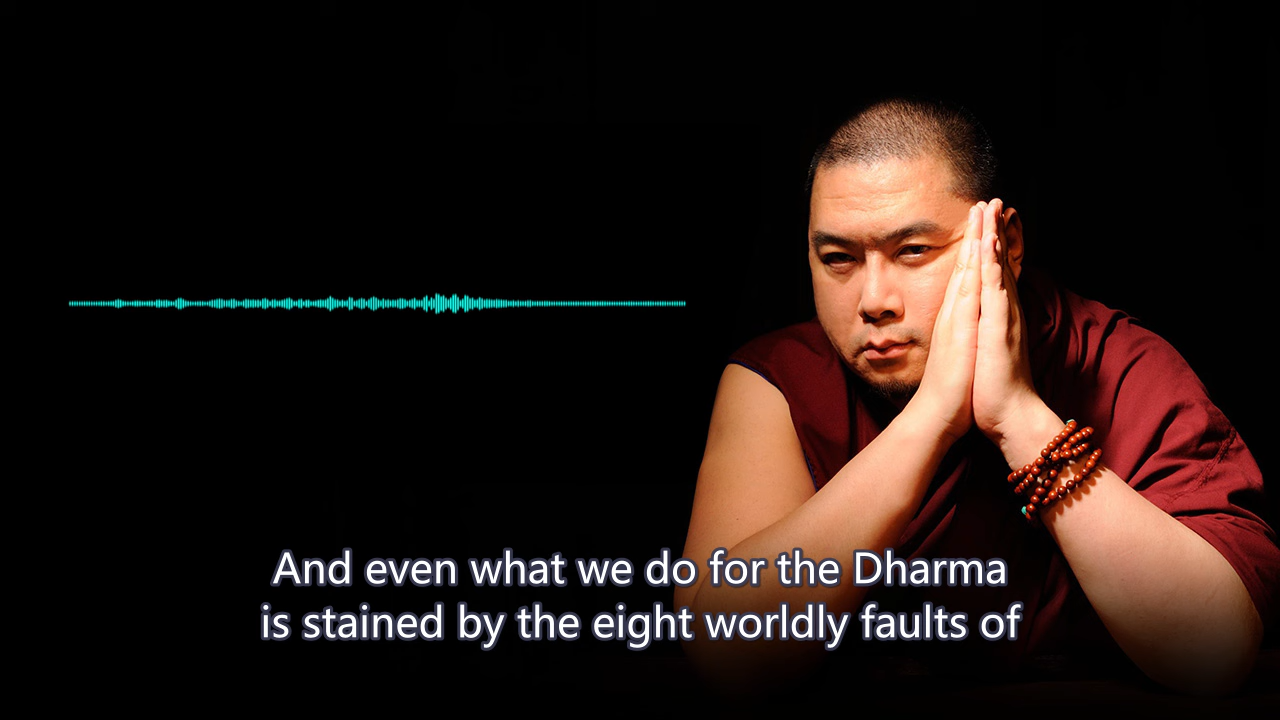 And even what we do for the Dharma
is stained by the eight worldly faults of